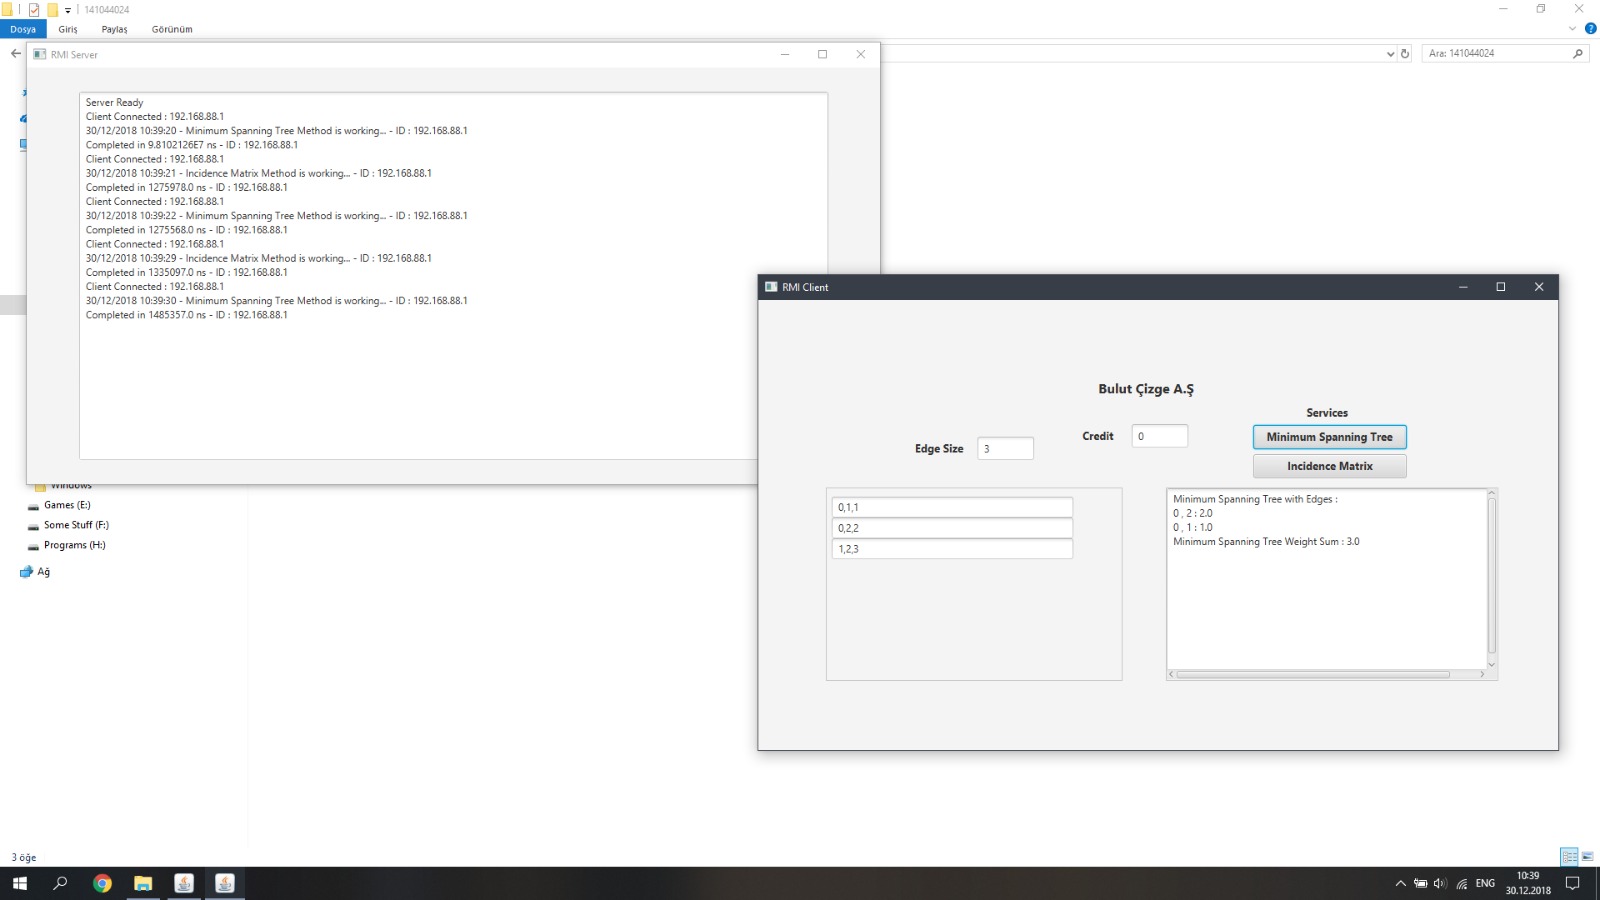 141044024
Dosya Giriş Paylaş Görünüm
RMI Server
Ara: 141044024
Server Ready
Client Connected : 192.168.88.1
30/12/2018 10:39:20 - Minimum Spanning Tree Method is working... - ID : 192.168.88.1
Completed in 9.8102126E7 ns - ID : 192.168.88.1
Client Connected : 192.168.88.1
30/12/2018 10:39:21 - Incidence Matrix Method is working... - ID : 192.168.88.1
Completed in 1275978.0 ns - ID : 192.168.88.1
Client Connected : 192.168.88.1
30/12/2018 10:39:22 - Minimum Spanning Tree Method is working... - ID : 192.168.88.1
Completed in 1275568.0 ns - ID : 192.168.88.1
Client Connected : 192.168.88.1
30/12/2018 10:39:29 - Incidence Matrix Method is working... - ID : 192.168.88.1
Completed in 1335097.0 ns - ID : 192.168.88.1
Client Connected : 192.168.88.1
30/12/2018 10:39:30 - Minimum Spanning Tree Method is working... - ID : 192.168.88.1
Completed in 1485357.0 ns - ID : 192.168.88.1
Windows
Games (E:)
Some Stuff (F:)
Programs (H:)
Ağ
RMI Client
Bulut Çizge A.Ş
Services
Edge Size 3
Credit 0
Minimum Spanning Tree
Incidence Matrix
0,1,1
0,2,2
1,2,3
Minimum Spanning Tree with Edges :
0 , 2 : 2.0
0 , 1 : 1.0
Minimum Spanning Tree Weight Sum : 3.0
3 öğe
ENG
10:39
30.12.2018